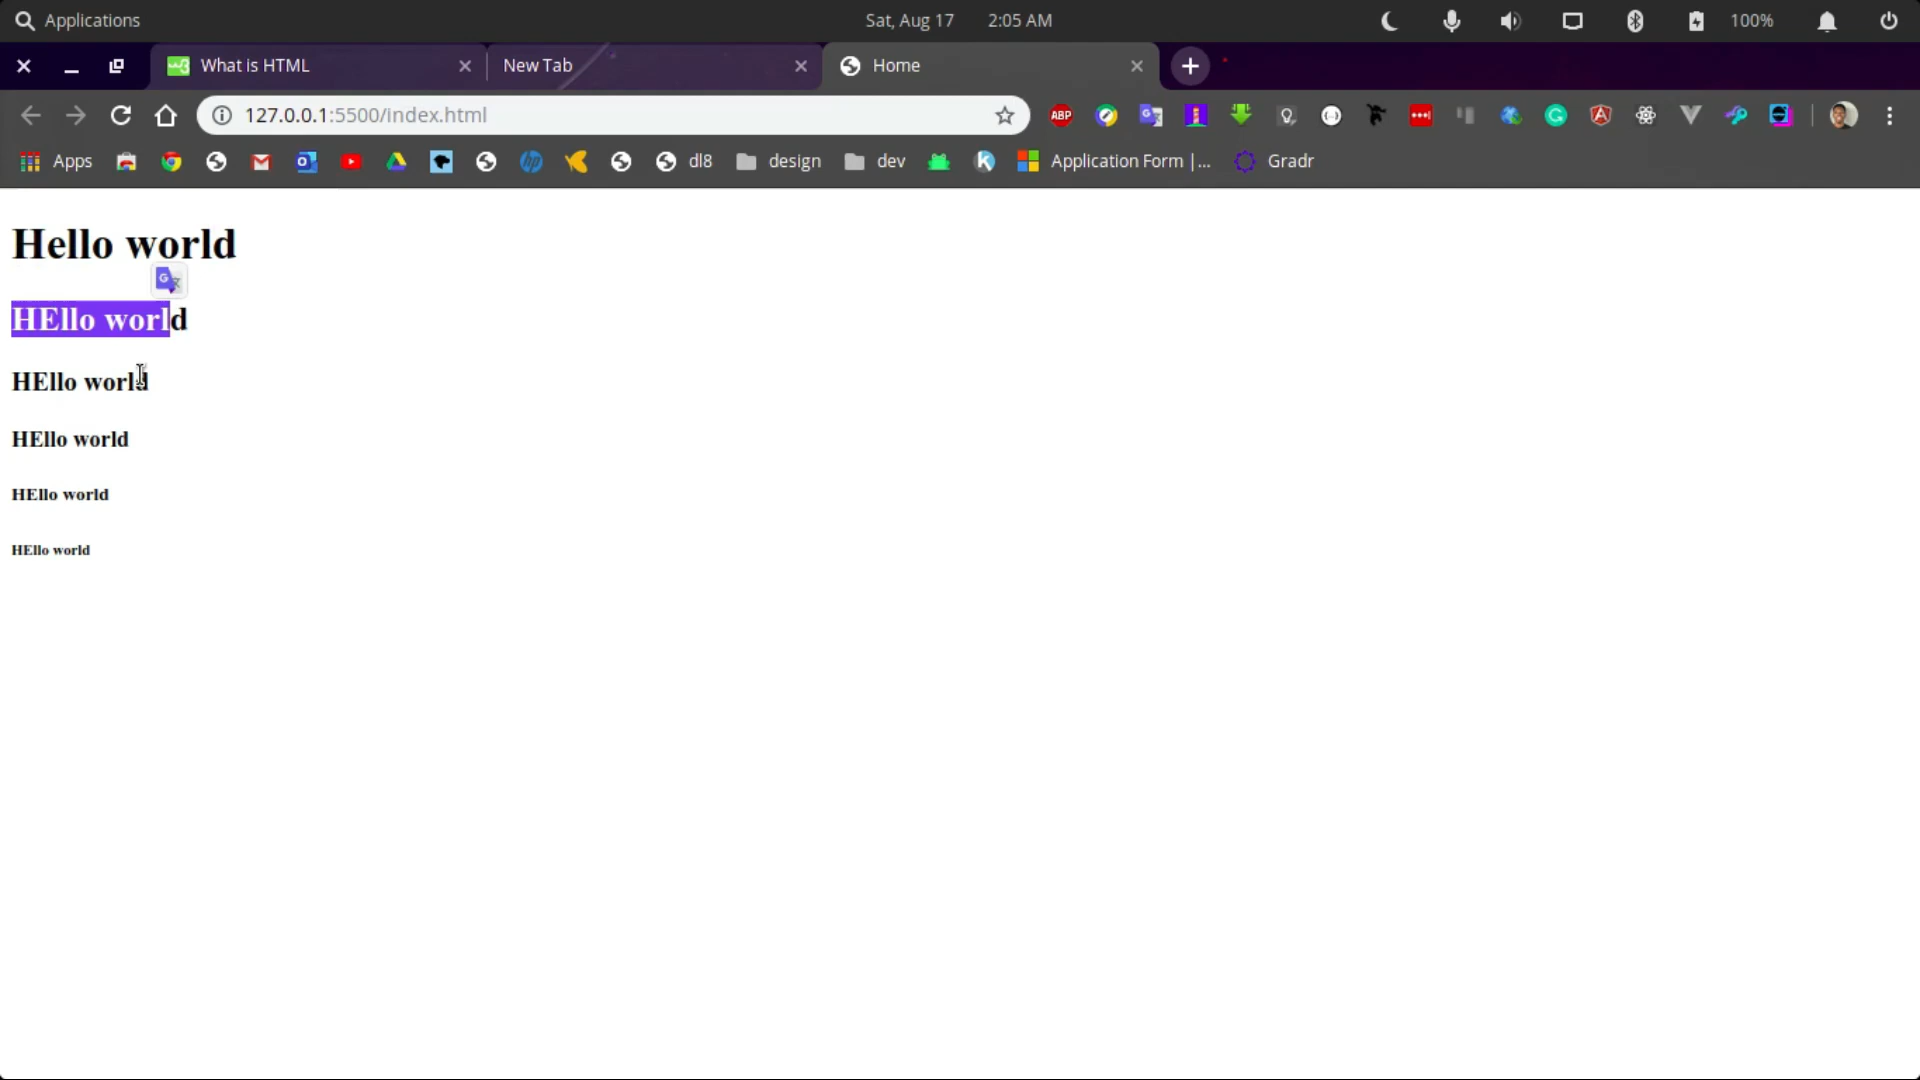 Applications Sat, Aug 17 2:05 AM 100%
What is HTML New Tab Home
127.0.0.1:5500/index.html ABP
Apps dl8 design dev Application Form |... Gradr
Hello world
HEllo world
HEllo world
HEllo world
HEllo world
HEllo world